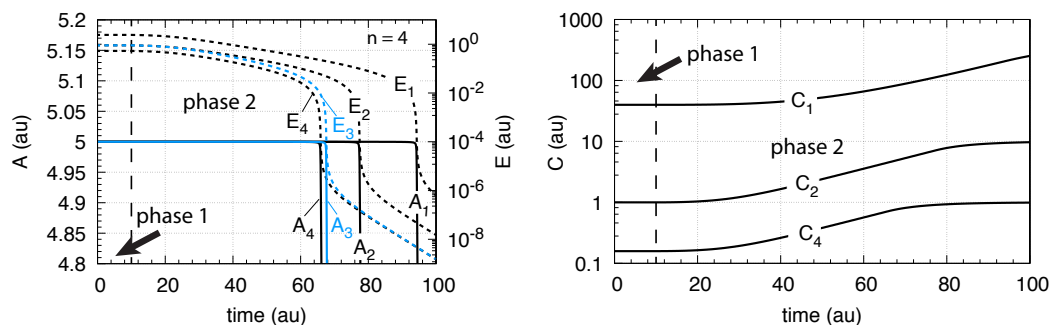 5.2
5.15
5.1
5.05
5
4.95
4.9
4.85
4.8
A (au)
n = 4
phase 2
phase 1
E₁
E₂
E₃
E₄
A₁
A₂
A₃
A₄
10⁰
10⁻²
10⁻⁴
10⁻⁶
10⁻⁸
E (au)
0 20 40 60 80 100
time (au)
1000
100
10
1
0.1
C (au)
phase 1
C₁
phase 2
C₂
C₄
0 20 40 60 80 100
time (au)